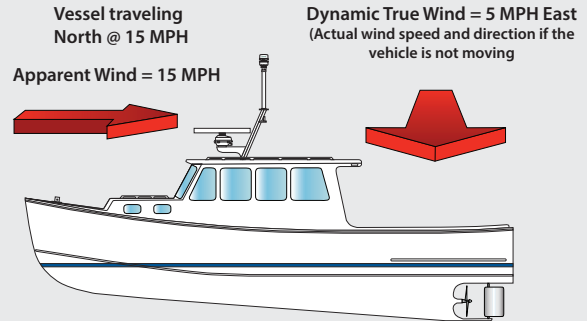 Vessel traveling
North @ 15 MPH
Apparent Wind = 15 MPH
Dynamic True Wind = 5 MPH East
(Actual wind speed and direction if the
vehicle is not moving